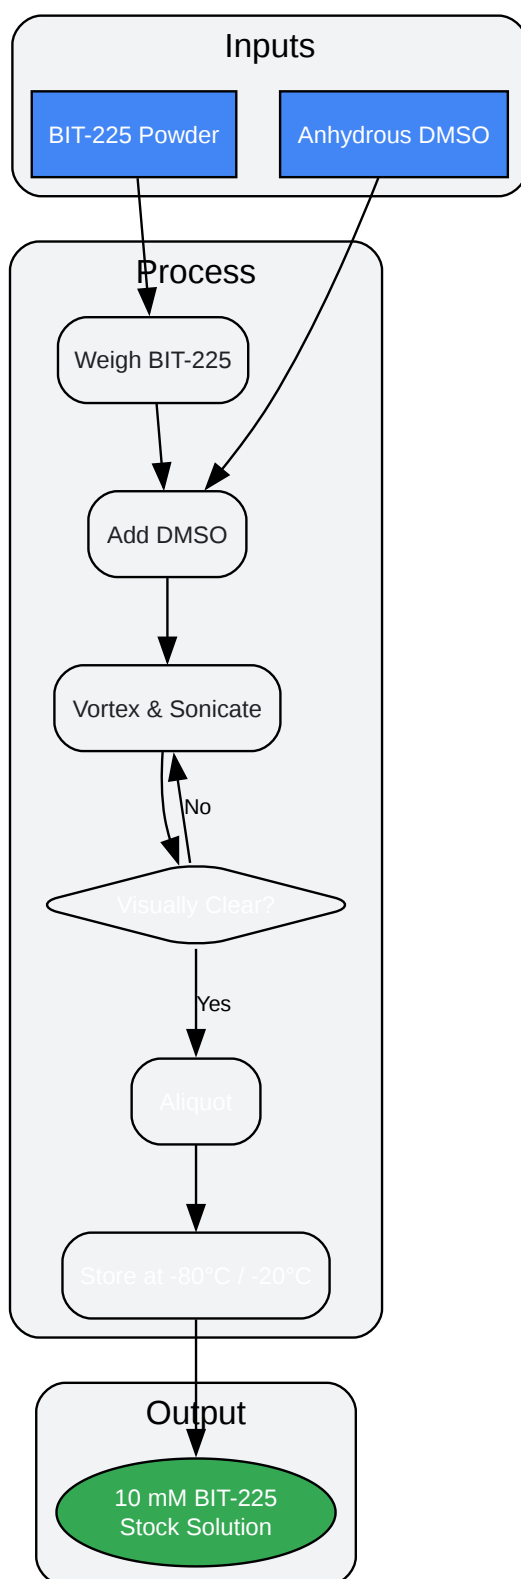 Inputs
BIT-225 Powder
Anhydrous DMSO
Process
Weigh BIT-225
Add DMSO
Vortex & Sonicate
No
Visually Clear?
Yes
Aliquot
Store at -80°C / -20°C
Output
10 mM BIT-225
Stock Solution